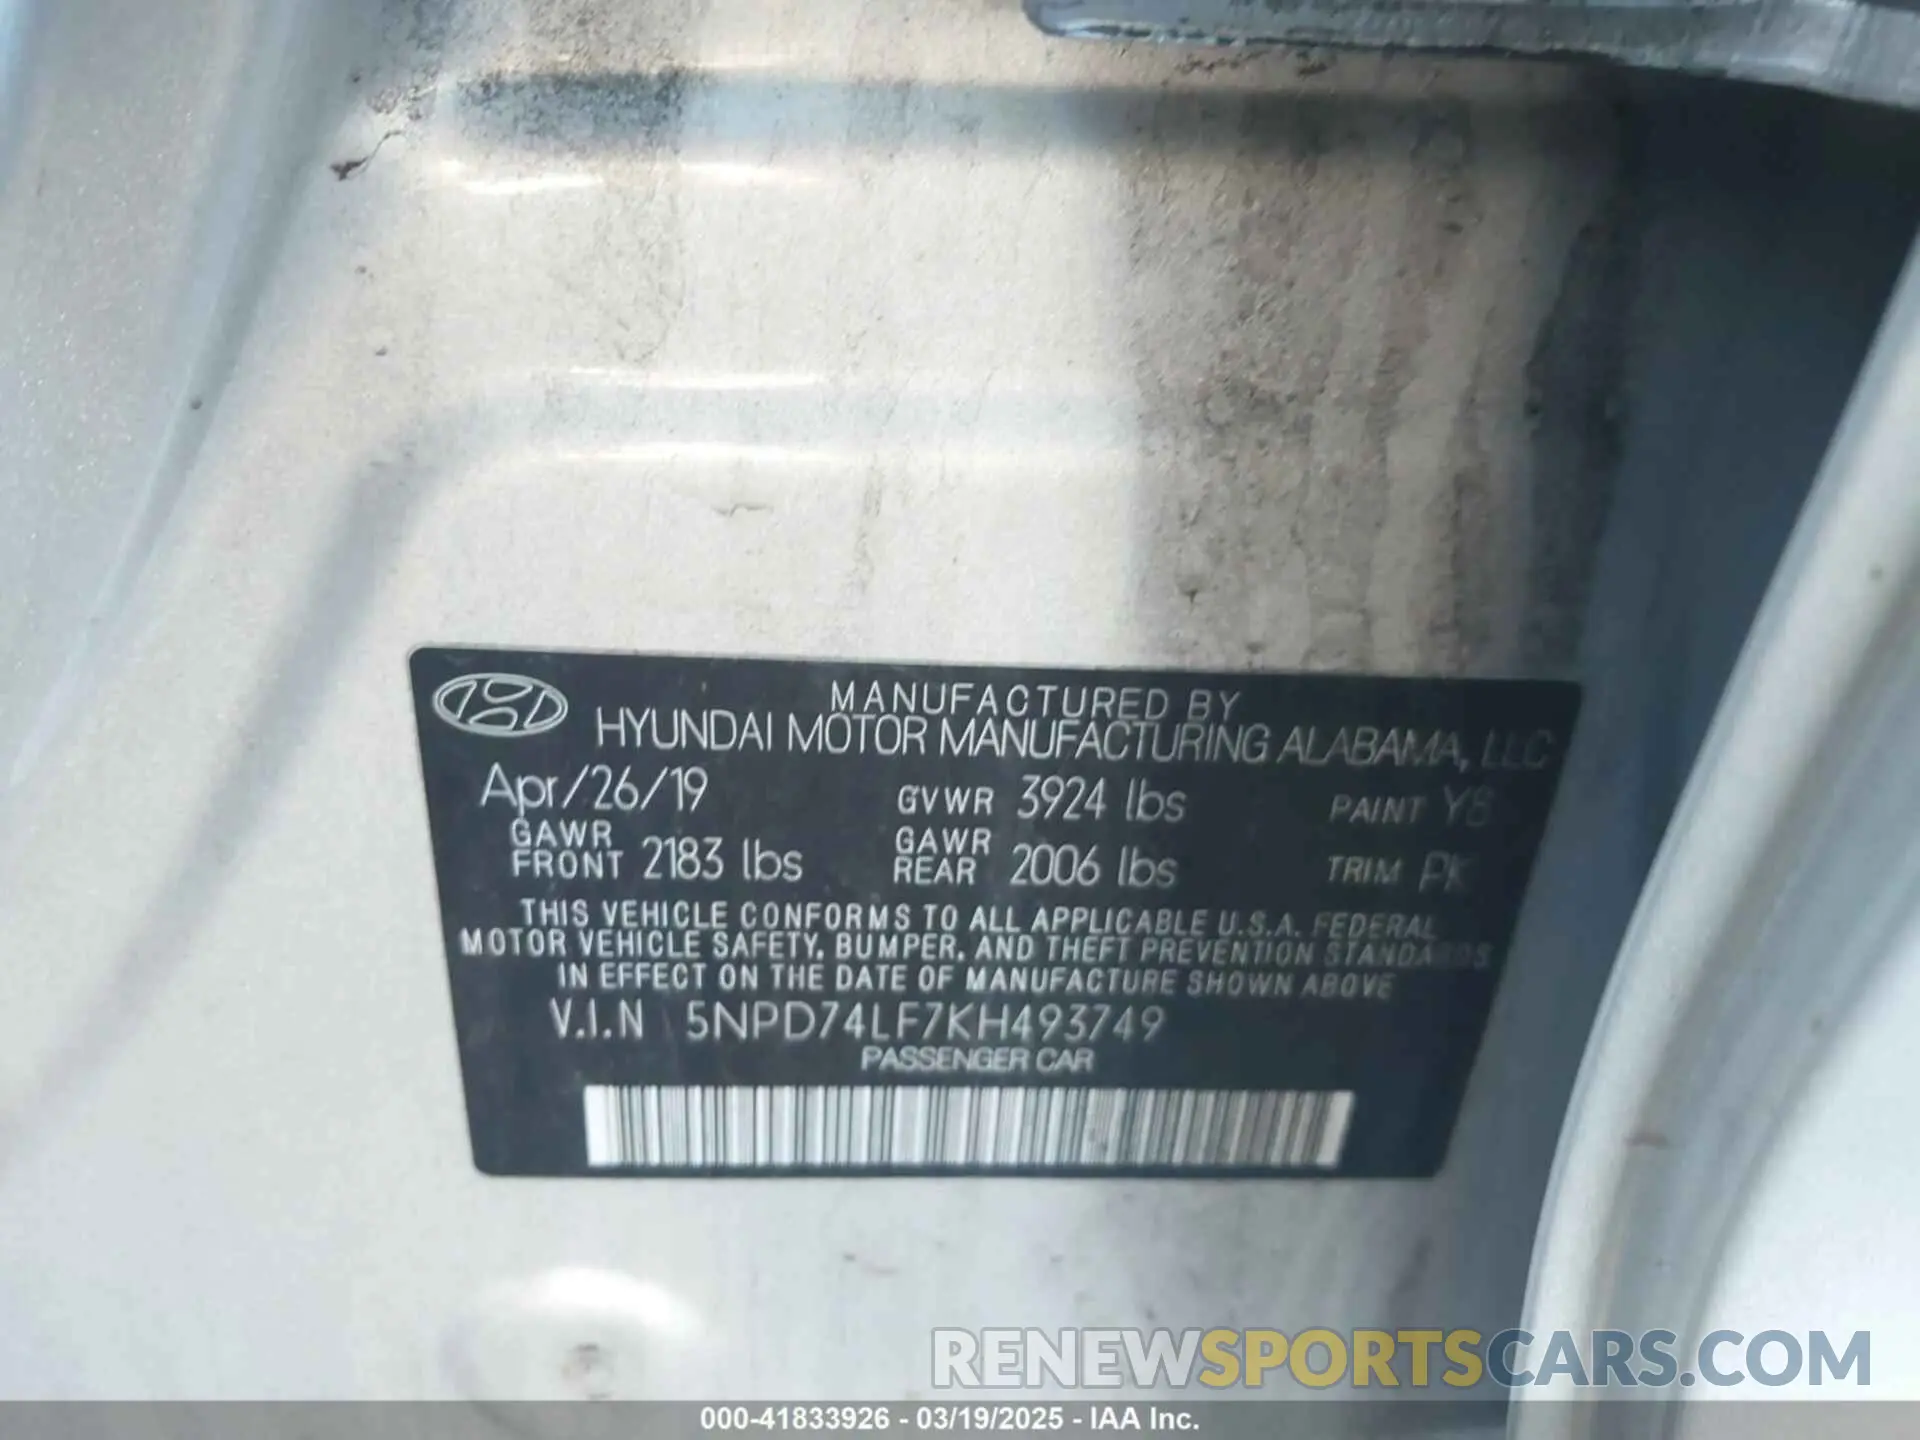 MANUFACTURED BY
HYUNDAI MOTOR MANUFACTURING ALABAMA, LLC
Apr/26/19 GVWR 3924 lbs PAINT Y8
GAWR FRONT 2183 lbs GAWR REAR 2006 lbs TRIM PK
THIS VEHICLE CONFORMS TO ALL APPLICABLE U.S.A. FEDERAL
MOTOR VEHICLE SAFETY, BUMPER, AND THEFT PREVENTION STANDARDS
IN EFFECT ON THE DATE OF MANUFACTURE SHOWN ABOVE
V.I.N 5NPD74LF7KH493749
PASSENGER CAR
RENEWSPORTSCARS.COM
000-41833926 - 03/19/2025 - IAA Inc.